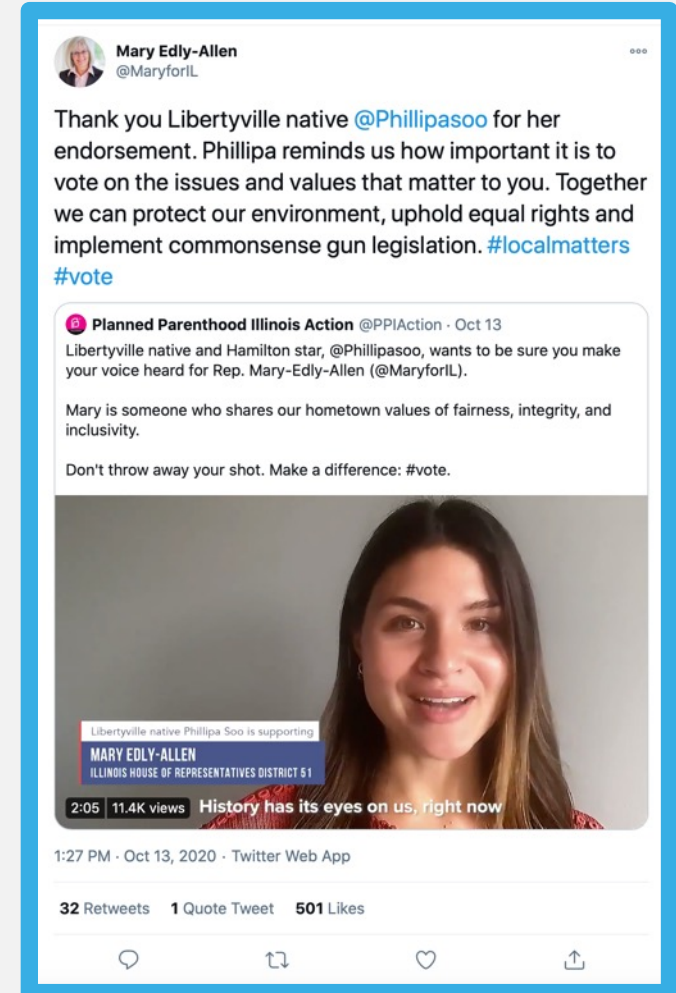 Mary Edly-Allen
@MaryforIL
Thank you Libertyville native @Phillipasoo for her
endorsement. Phillipa reminds us how important it is to
vote on the issues and values that matter to you. Together
we can protect our environment, uphold equal rights and
implement commonsense gun legislation. #localmatters
#vote
Planned Parenthood Illinois Action @PPIAction · Oct 13
Libertyville native and Hamilton star, @Phillipasoo, wants to be sure you make
your voice heard for Rep. Mary-Edly-Allen (@MaryforIL).
Mary is someone who shares our hometown values of fairness, integrity, and
inclusivity.
Don't throw away your shot. Make a difference: #vote.
Libertyville native Phillipa Soo is supporting
MARY EDLY-ALLEN
ILLINOIS HOUSE OF REPRESENTATIVES DISTRICT 51
2:05 11.4K views History has its eyes on us, right now
1:27 PM · Oct 13, 2020 · Twitter Web App
32 Retweets 1 Quote Tweet 501 Likes